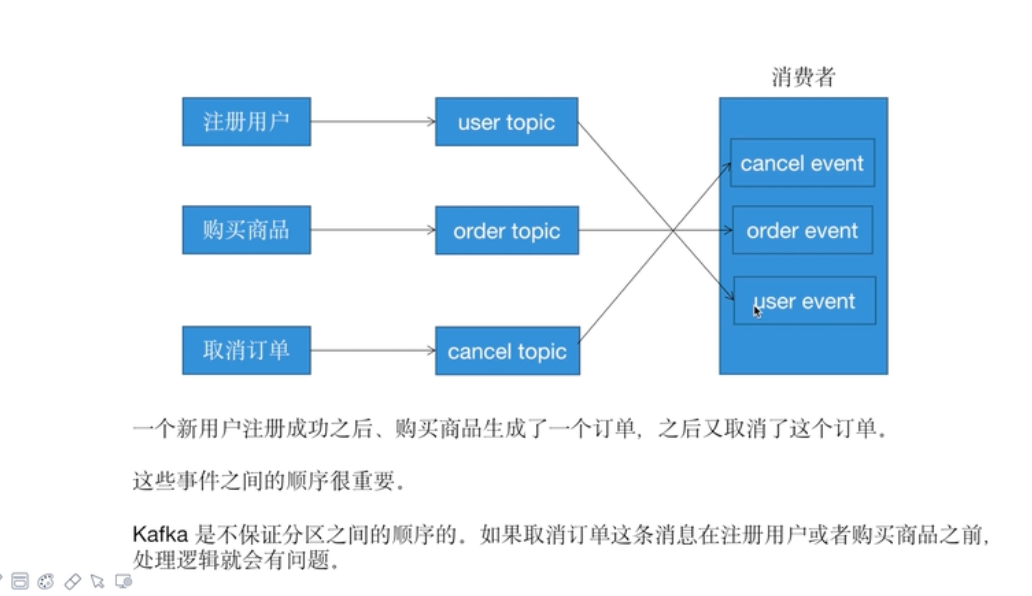 消费者
注册用户
user topic
cancel event
购买商品
order topic
order event
user event
取消订单
cancel topic
一个新用户注册成功之后、购买商品生成了一个订单，之后又取消了这个订单。
这些事件之间的顺序很重要。
Kafka 是不保证分区之间的顺序的。如果取消订单这条消息在注册用户或者购买商品之前，
处理逻辑就会有问题。